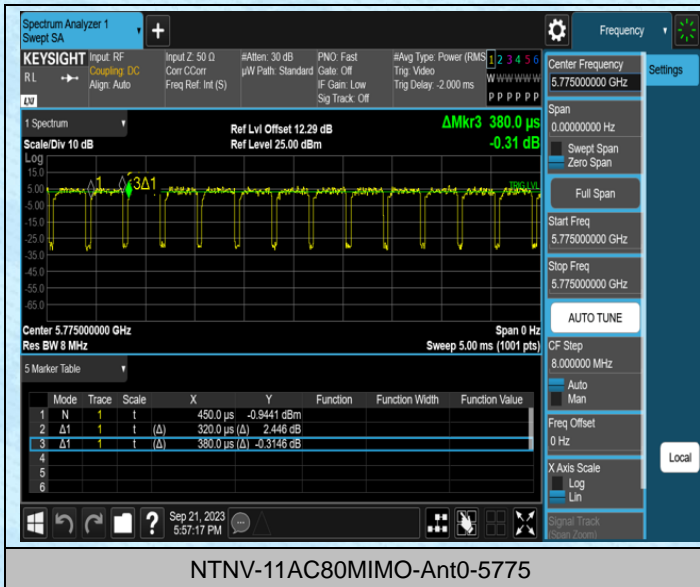 Spectrum Analyzer 1
Swept SA
Frequency
KEYSIGHT
RL
Input: RF
Coupling: DC
Align: Auto
Input Z: 50 Ω
Corr CCorr
Freq Ref: Int (S)
#Atten: 30 dB
µW Path: Standard
PNO: Fast
Gate: Off
IF Gain: Low
Sig Track: Off
#Avg Type: Power (RMS
Trig: Video
Trig Delay: -2.000 ms
1 2 3 4 5 6
W W W W W W
P P P P P P
LXI
1 Spectrum
Scale/Div 10 dB
Ref Lvl Offset 12.29 dB
Ref Level 25.00 dBm
ΔMkr3 380.0 µs
-0.31 dB
Log
15.0
5.00
-5.00
-15.0
-25.0
-35.0
-45.0
-55.0
-65.0
1
3Δ1
TRIG LVL
Center 5.775000000 GHz
Res BW 8 MHz
Span 0 Hz
Sweep 5.00 ms (1001 pts)
5 Marker Table
Mode Trace Scale X Y Function Function Width Function Value
1 N 1 t 450.0 µs -0.9441 dBm
2 Δ1 1 t (Δ) 320.0 µs (Δ) 2.446 dB
3 Δ1 1 t (Δ) 380.0 µs (Δ) -0.3146 dB
4
5
6
Sep 21, 2023
5:57:17 PM
?
Center Frequency
5.775000000 GHz
Settings
Span
0.00000000 Hz
Swept Span
Zero Span
Full Span
Start Freq
5.775000000 GHz
Stop Freq
5.775000000 GHz
AUTO TUNE
CF Step
8.000000 MHz
Auto
Man
Freq Offset
0 Hz
X Axis Scale
Log
Lin
Local
Signal Track
(Span Zoom)
NTNV-11AC80MIMO-Ant0-5775